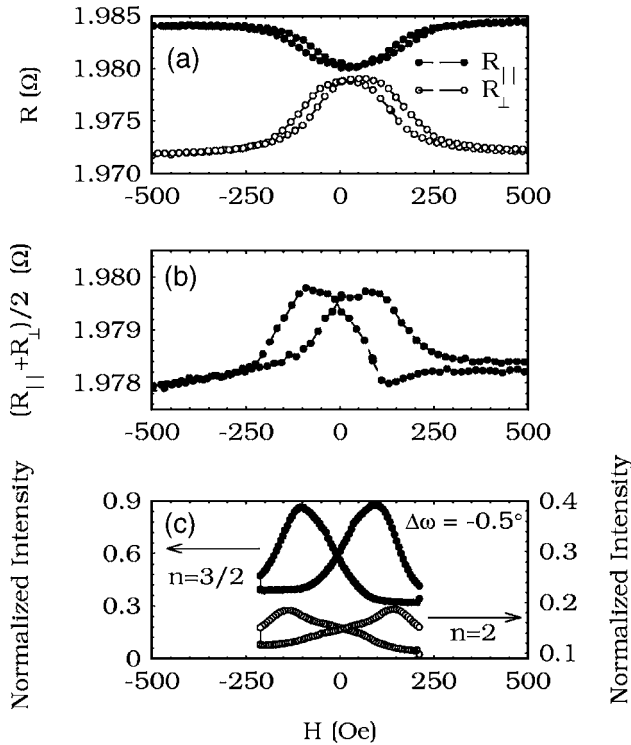 1.985
1.980
1.975
1.970
R (Ω)
(a)
R||
R⊥
-500 -250 0 250 500
1.980
1.979
1.978
(R|| +R⊥)/2 (Ω)
(b)
-500 -250 0 250 500
Normalized Intensity
0.9
0.6
0.3
0
(c)
Δω = -0.5°
n=3/2
n=2
0.4
0.3
0.2
0.1
Normalized Intensity
-500 -250 0 250 500
H (Oe)